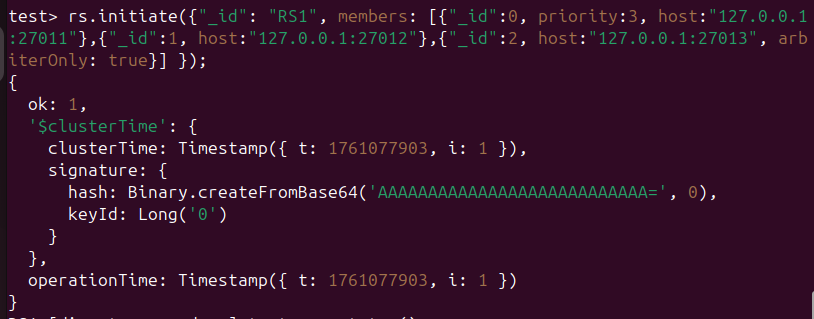 test> rs.initiate({"_id": "RS1", members: [{"_id":0, priority:3, host:"127.0.0.1
:27011"},{"_id":1, host:"127.0.0.1:27012"},{"_id":2, host:"127.0.0.1:27013", arb
iterOnly: true}] });
{
  ok: 1,
  '$clusterTime': {
    clusterTime: Timestamp({ t: 1761077903, i: 1 }),
    signature: {
      hash: Binary.createFromBase64('AAAAAAAAAAAAAAAAAAAAAAAAAAA=', 0),
      keyId: Long('0')
    }
  },
  operationTime: Timestamp({ t: 1761077903, i: 1 })
}